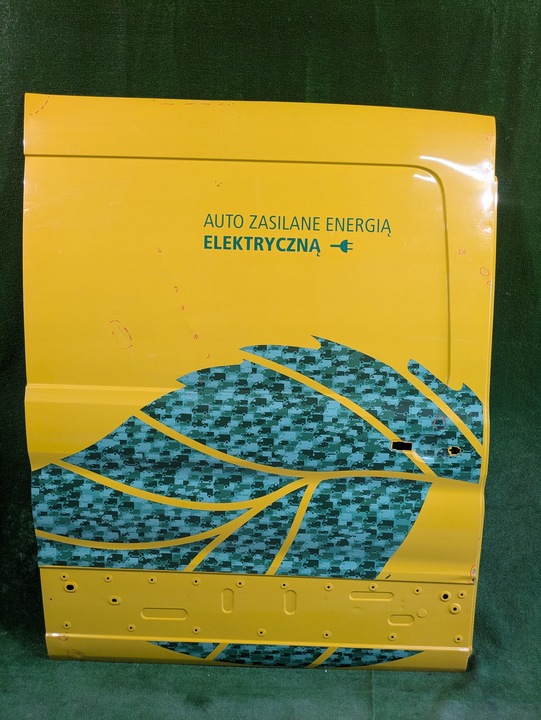 AUTO ZASILANE ENERGIĄ
ELEKTRYCZNĄ